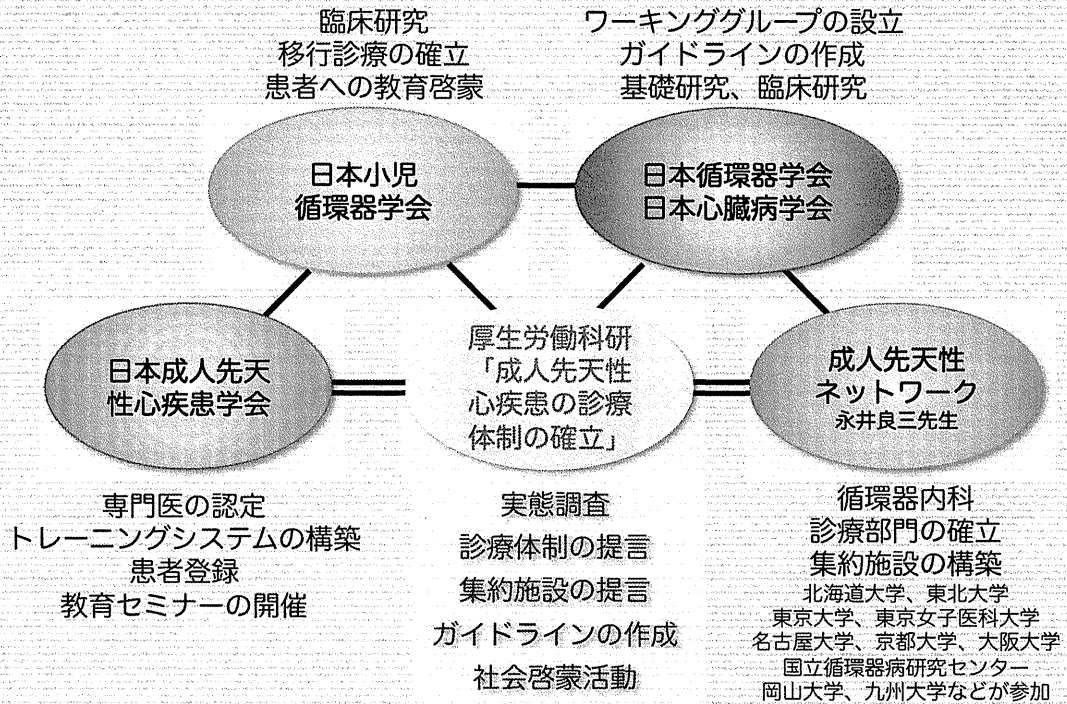 臨床研究
移行診療の確立
患者への教育啓蒙
ワーキンググループの設立
ガイドラインの作成
基礎研究、臨床研究
日本小児
循環器学会
日本循環器学会
日本心臓病学会
日本成人先天
性心疾患学会
厚生労働科研
「成人先天性
心疾患の診療
体制の確立」
成人先天性
ネットワーク
永井良三先生
専門医の認定
トレーニングシステムの構築
患者登録
教育セミナーの開催
実態調査
診療体制の提言
集約施設の提言
ガイドラインの作成
社会啓蒙活動
循環器内科
診療部門の確立
集約施設の構築
北海道大学、東北大学
東京大学、東京女子医科大学
名古屋大学、京都大学、大阪大学
国立循環器病研究センター
岡山大学、九州大学などが参加